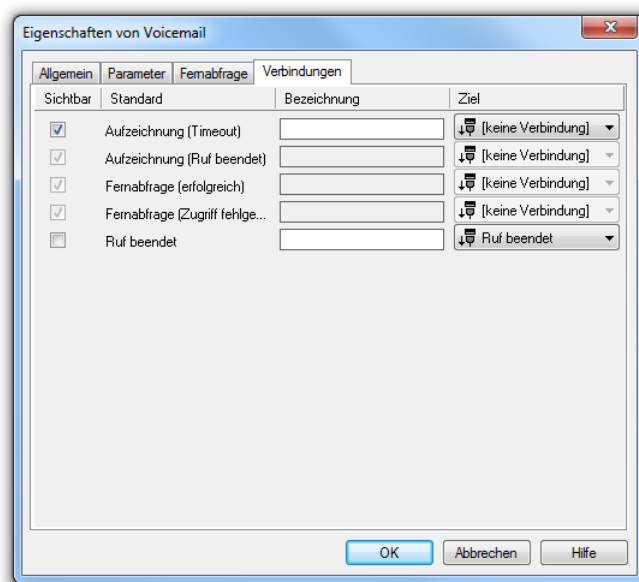 Eigenschaften von Voicemail
Allgemein Parameter Fernabfrage Verbindungen
Sichtbar Standard Bezeichnung Ziel
Aufzeichnung (Timeout) [keine Verbindung]
Aufzeichnung (Ruf beendet) [keine Verbindung]
Fernabfrage (erfolgreich) [keine Verbindung]
Fernabfrage (Zugriff fehlge... [keine Verbindung]
Ruf beendet Ruf beendet
OK Abbrechen Hilfe